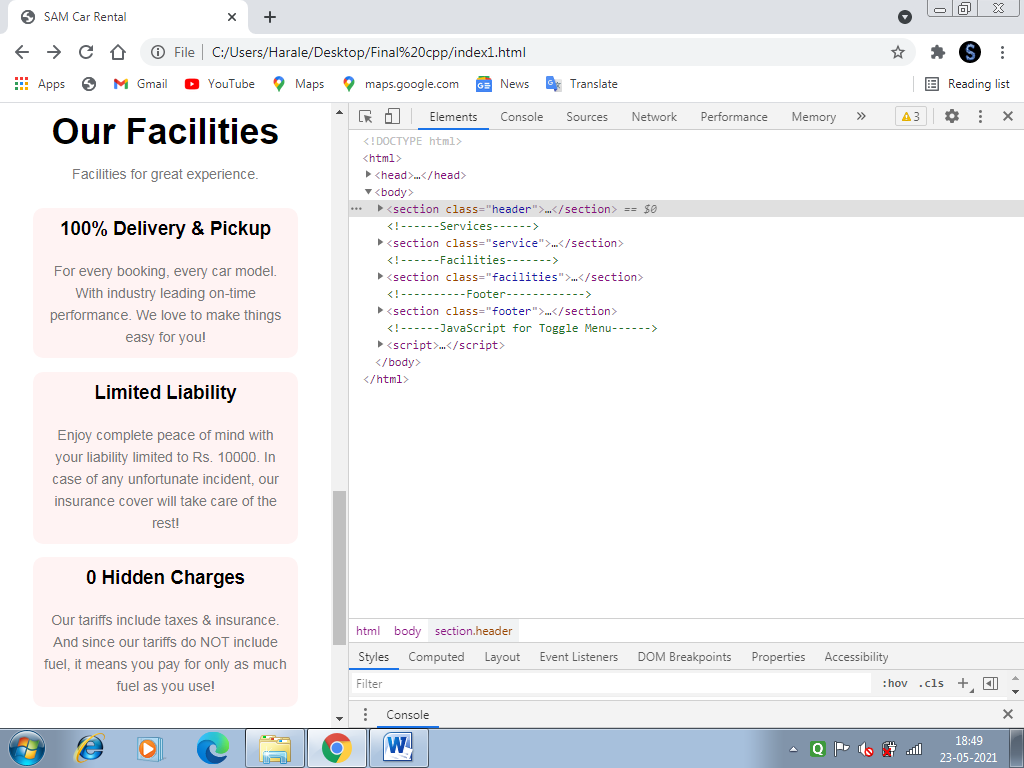 SAM Car Rental
File
C:/Users/Harale/Desktop/Final%20cpp/index1.html
S
Apps
Gmail
YouTube
Maps
maps.google.com
News
Translate
Reading list
Our Facilities
Facilities for great experience.
100% Delivery & Pickup
For every booking, every car model.
With industry leading on-time
performance. We love to make things
easy for you!
Limited Liability
Enjoy complete peace of mind with
your liability limited to Rs. 10000. In
case of any unfortunate incident, our
insurance cover will take care of the
rest!
0 Hidden Charges
Our tariffs include taxes & insurance.
And since our tariffs do NOT include
fuel, it means you pay for only as much
fuel as you use!
Elements
Console
Sources
Network
Performance
Memory
3
<!DOCTYPE html>
<html>
<head>…</head>
<body>
<section class="header">…</section> == $0
<!------Services------>
<section class="service">…</section>
<!------Facilities------->
<section class="facilities">…</section>
<!----------Footer------------>
<section class="footer">…</section>
<!------JavaScript for Toggle Menu------>
<script>…</script>
</body>
</html>
html
body
section.header
Styles
Computed
Layout
Event Listeners
DOM Breakpoints
Properties
Accessibility
Filter
:hov
.cls
Console
18:49
23-05-2021